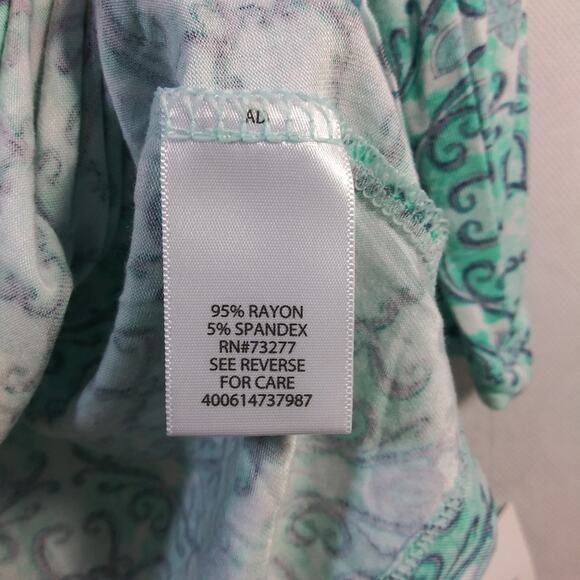 95% RAYON
5% SPANDEX
RN#73277
SEE REVERSE
FOR CARE
400614737987